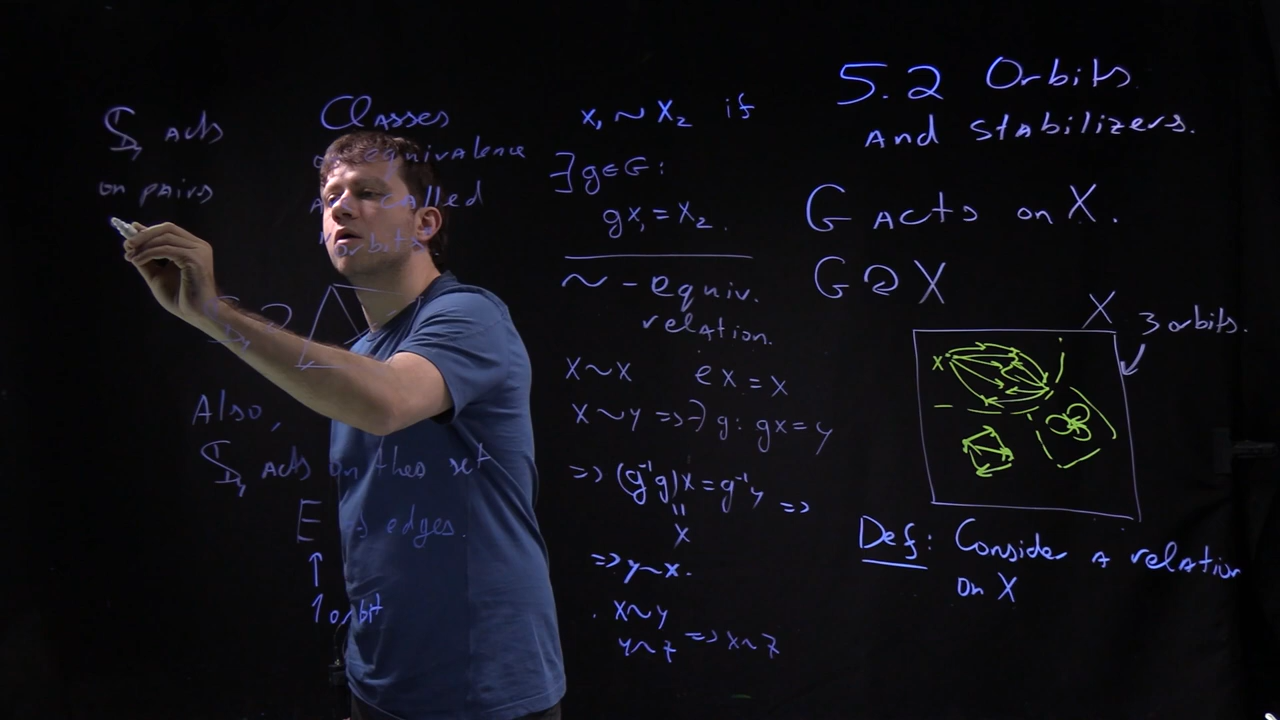 5.2 Orbits
And stabilizers.
G acts on X.
G ↻ X
X
3 orbits.
x
Def: Consider a relation
on X
x₁ ~ x₂ if
∃g∈G:
gx₁ = x₂.
~ - equiv.
relation.
x~x ex = x
x~y => ∃ g: gx = y
=> (g⁻¹g)x = g⁻¹y =>
x
=> y~x.
x~y
y~z => x~z
Classes
equivalence
called
orbits
Also,
S₄ acts on the set
E edges.
↑
1 orbit
S₄ acts
on pairs